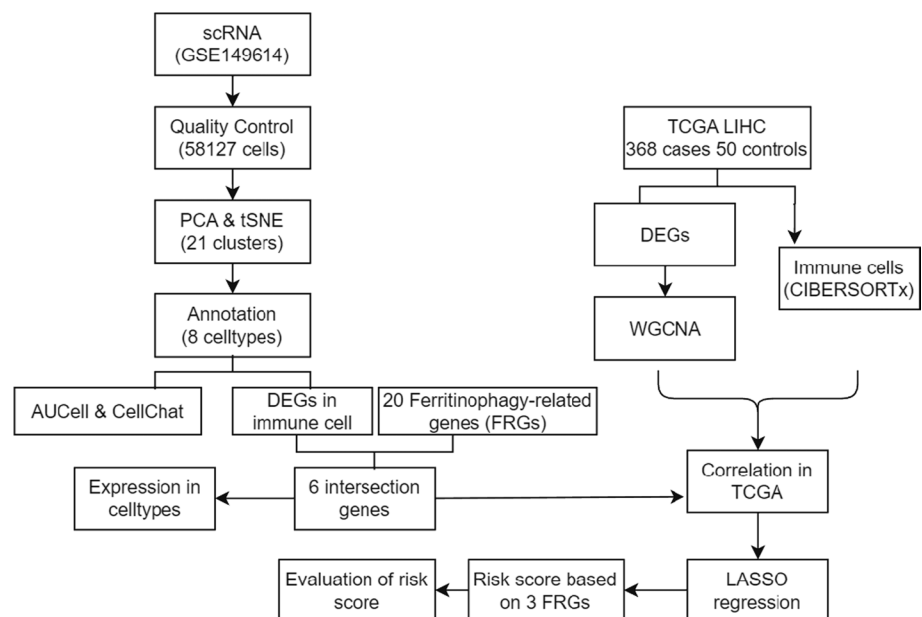 scRNA
(GSE149614)
Quality Control
(58127 cells)
TCGA LIHC
368 cases 50 controls
PCA & tSNE
(21 clusters)
DEGs
Immune cells
(CIBERSORTx)
Annotation
(8 celltypes)
WGCNA
AUCell & CellChat
DEGs in
immune cell
20 Ferritinophagy-related
genes (FRGs)
Expression in
celltypes
6 intersection
genes
Correlation in
TCGA
Evaluation of risk
score
Risk score based
on 3 FRGs
LASSO
regression